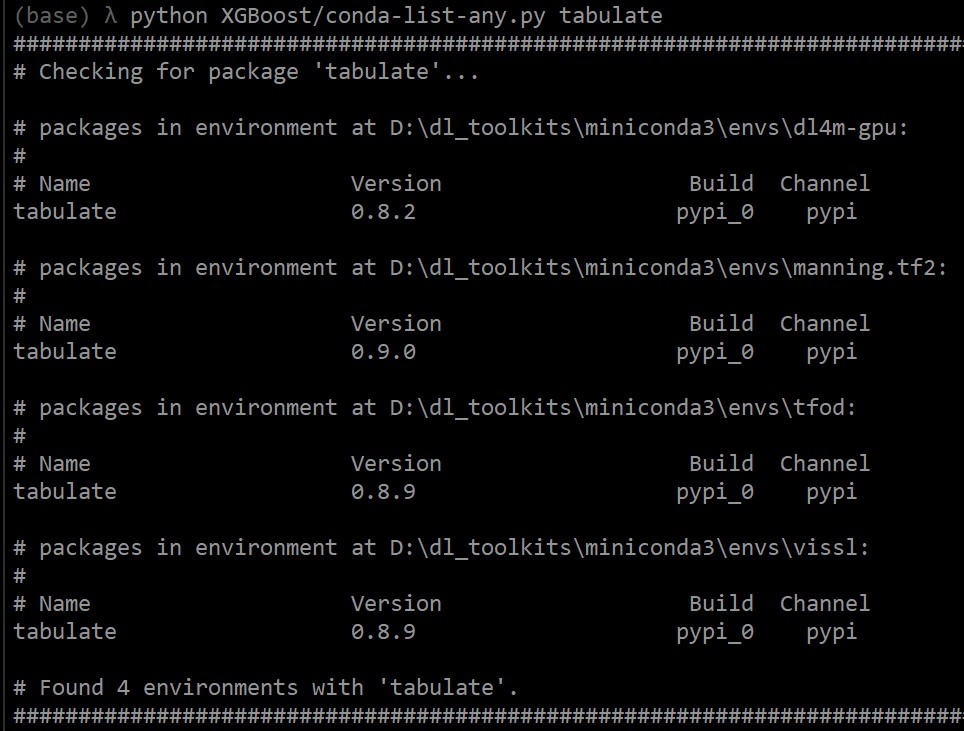 (base) λ python XGBoost/conda-list-any.py tabulate
##########################################################################
# Checking for package 'tabulate'...
# packages in environment at D:\dl_toolkits\miniconda3\envs\dl4m-gpu:
#
# Name                    Version                   Build  Channel
tabulate                  0.8.2                    pypi_0    pypi
# packages in environment at D:\dl_toolkits\miniconda3\envs\manning.tf2:
#
# Name                    Version                   Build  Channel
tabulate                  0.9.0                    pypi_0    pypi
# packages in environment at D:\dl_toolkits\miniconda3\envs\tfod:
#
# Name                    Version                   Build  Channel
tabulate                  0.8.9                    pypi_0    pypi
# packages in environment at D:\dl_toolkits\miniconda3\envs\vissl:
#
# Name                    Version                   Build  Channel
tabulate                  0.8.9                    pypi_0    pypi
# Found 4 environments with 'tabulate'.
##########################################################################